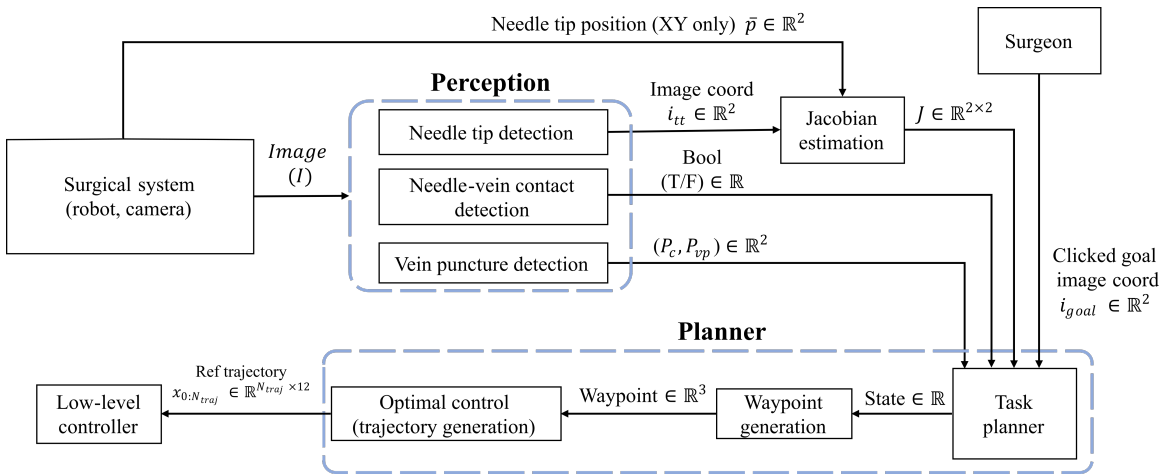 Needle tip position (XY only) p̄ ∈ ℝ²
Surgeon
Perception
Image coord
i_tt ∈ ℝ²
Needle tip detection
Jacobian
estimation
J ∈ ℝ²ˣ²
Image
(I)
Surgical system
(robot, camera)
Needle-vein contact
detection
Bool
(T/F) ∈ ℝ
Vein puncture detection
(P_c, P_vp) ∈ ℝ²
Clicked goal
image coord
i_goal ∈ ℝ²
Planner
Ref trajectory
x_{0:N_traj} ∈ ℝ^{N_traj ×12}
Low-level
controller
Optimal control
(trajectory generation)
Waypoint ∈ ℝ³
Waypoint
generation
State ∈ ℝ
Task
planner